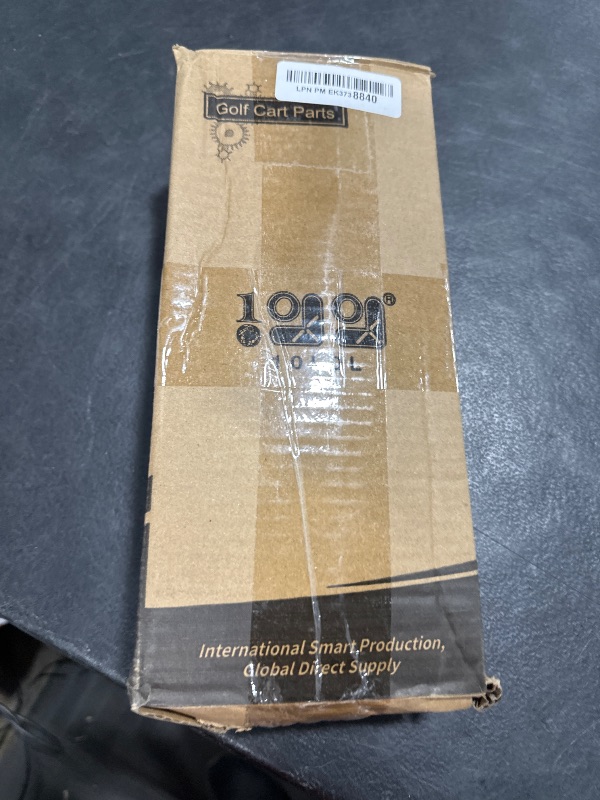 LPN PM EK3738840
Golf Cart Parts
10L0L
International Smart Production,
Global Direct Supply